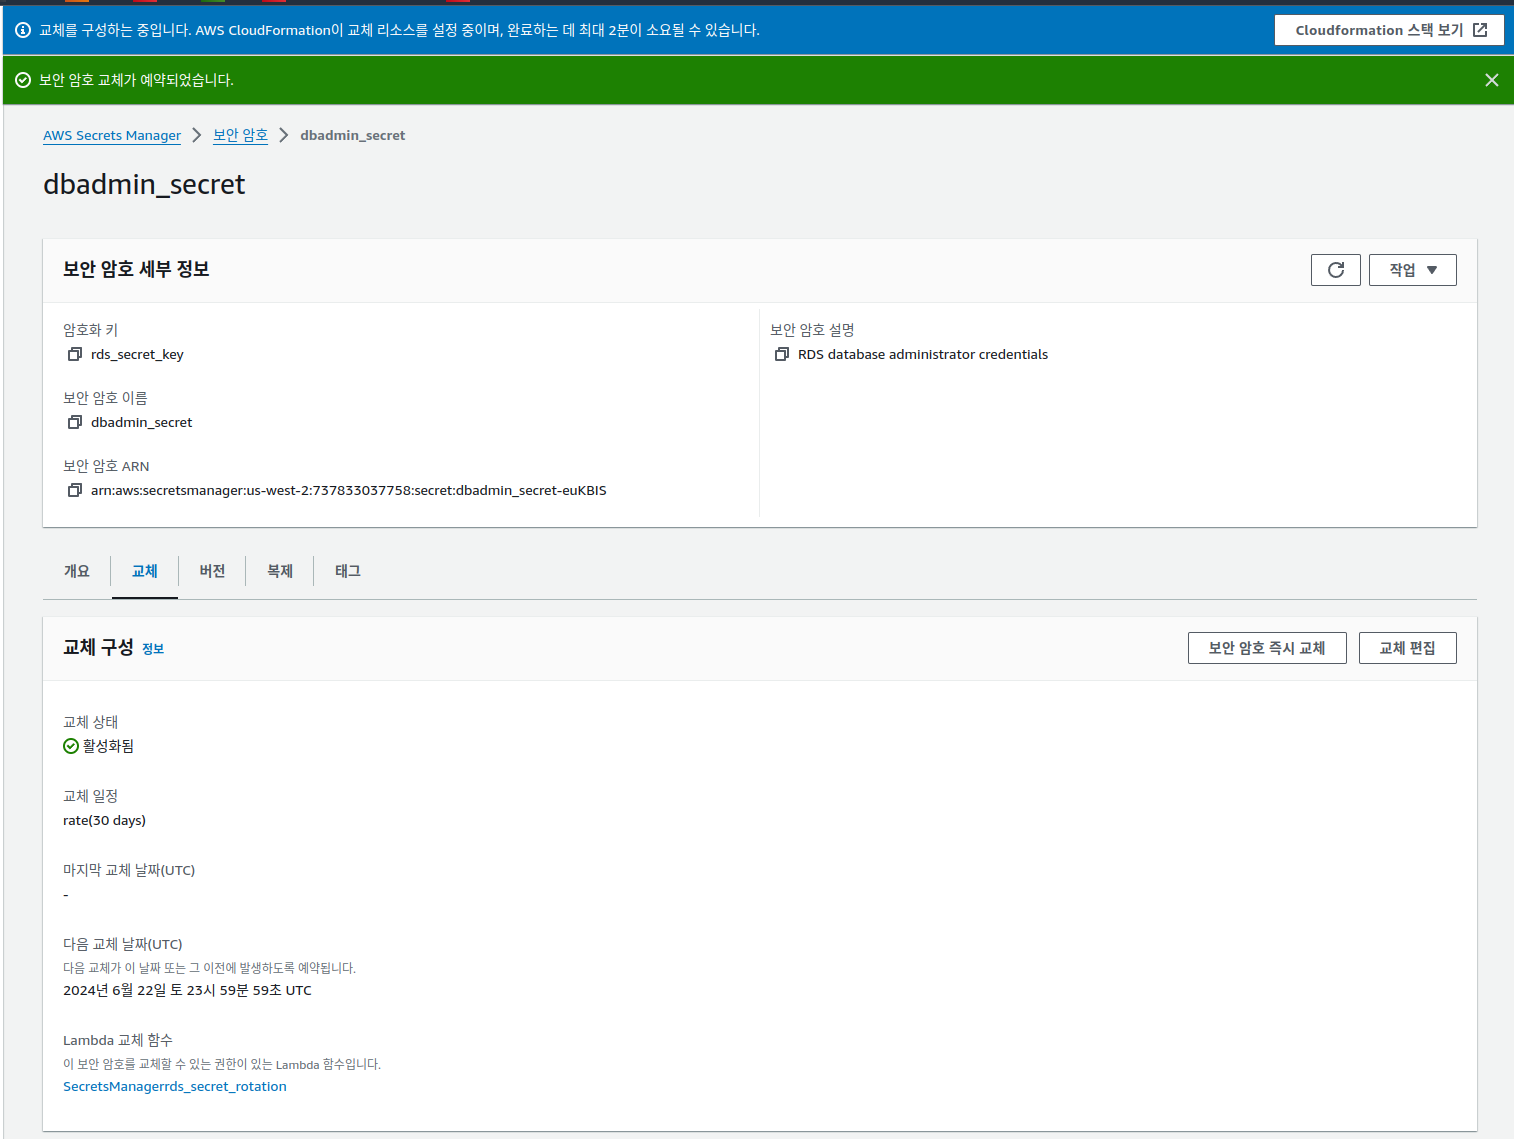 교체를 구성하는 중입니다. AWS CloudFormation이 교체 리소스를 설정 중이며, 완료하는 데 최대 2분이 소요될 수 있습니다.
Cloudformation 스택 보기
보안 암호 교체가 예약되었습니다.
AWS Secrets Manager > 보안 암호 > dbadmin_secret
dbadmin_secret
보안 암호 세부 정보
작업
암호화 키
rds_secret_key
보안 암호 설명
RDS database administrator credentials
보안 암호 이름
dbadmin_secret
보안 암호 ARN
arn:aws:secretsmanager:us-west-2:737833037758:secret:dbadmin_secret-euKBIS
개요 교체 버전 복제 태그
교체 구성 정보
보안 암호 즉시 교체
교체 편집
교체 상태
활성화됨
교체 일정
rate(30 days)
마지막 교체 날짜(UTC)
-
다음 교체 날짜(UTC)
다음 교체가 이 날짜 또는 그 이전에 발생하도록 예약됩니다.
2024년 6월 22일 토 23시 59분 59초 UTC
Lambda 교체 함수
이 보안 암호를 교체할 수 있는 권한이 있는 Lambda 함수입니다.
SecretsManagerrds_secret_rotation